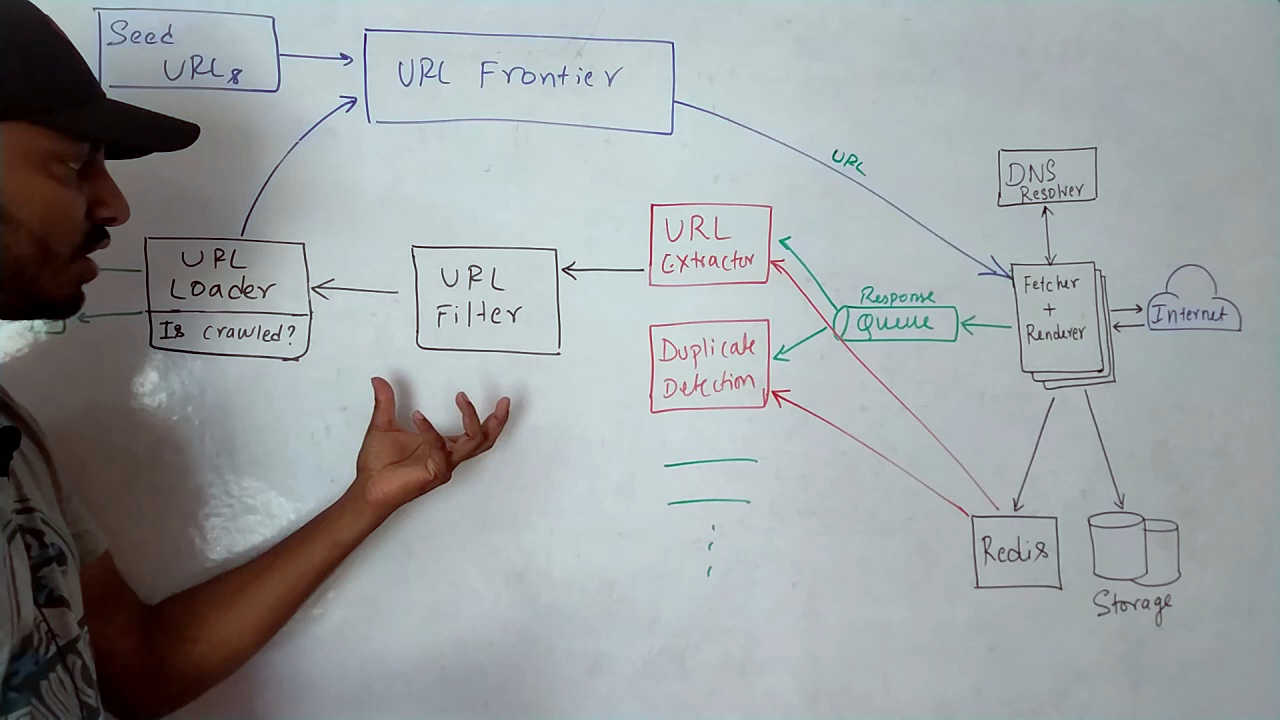 Seed
URLs
URL Frontier
URL
DNS
Resolver
URL
Extractor
URL
Loader
Is crawled?
URL
Filter
Response
Queue
Fetcher
+
Renderer
Internet
Duplicate
Detection
Redis
Storage